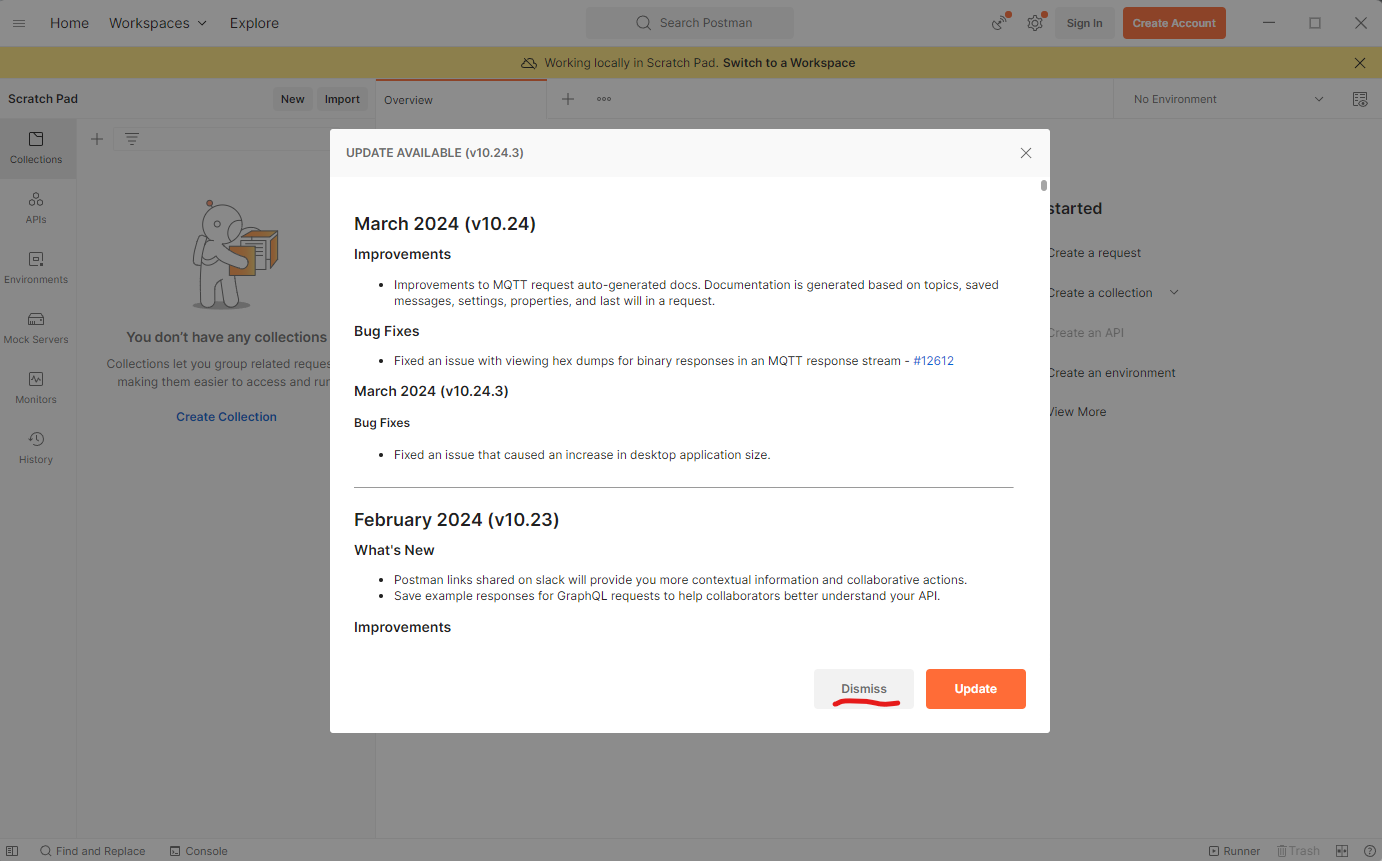 Home
Workspaces
Explore
Search Postman
Sign In
Create Account
Working locally in Scratch Pad. Switch to a Workspace
Scratch Pad
New
Import
Overview
No Environment
Collections
APIs
Environments
Mock Servers
Monitors
History
You don't have any collections
Collections let you group related
making them easier to access and
Create Collection
UPDATE AVAILABLE (v10.24.3)
March 2024 (v10.24)
Improvements
• Improvements to MQTT request auto-generated docs. Documentation is generated based on topics, saved
messages, settings, properties, and last will in a request.
Bug Fixes
• Fixed an issue with viewing hex dumps for binary responses in an MQTT response stream - #12612
March 2024 (v10.24.3)
Bug Fixes
• Fixed an issue that caused an increase in desktop application size.
February 2024 (v10.23)
What's New
• Postman links shared on slack will provide you more contextual information and collaborative actions.
• Save example responses for GraphQL requests to help collaborators better understand your API.
Improvements
Dismiss
Update
started
Create a request
Create a collection
Create an API
Create an environment
View More
Find and Replace
Console
Runner
Trash